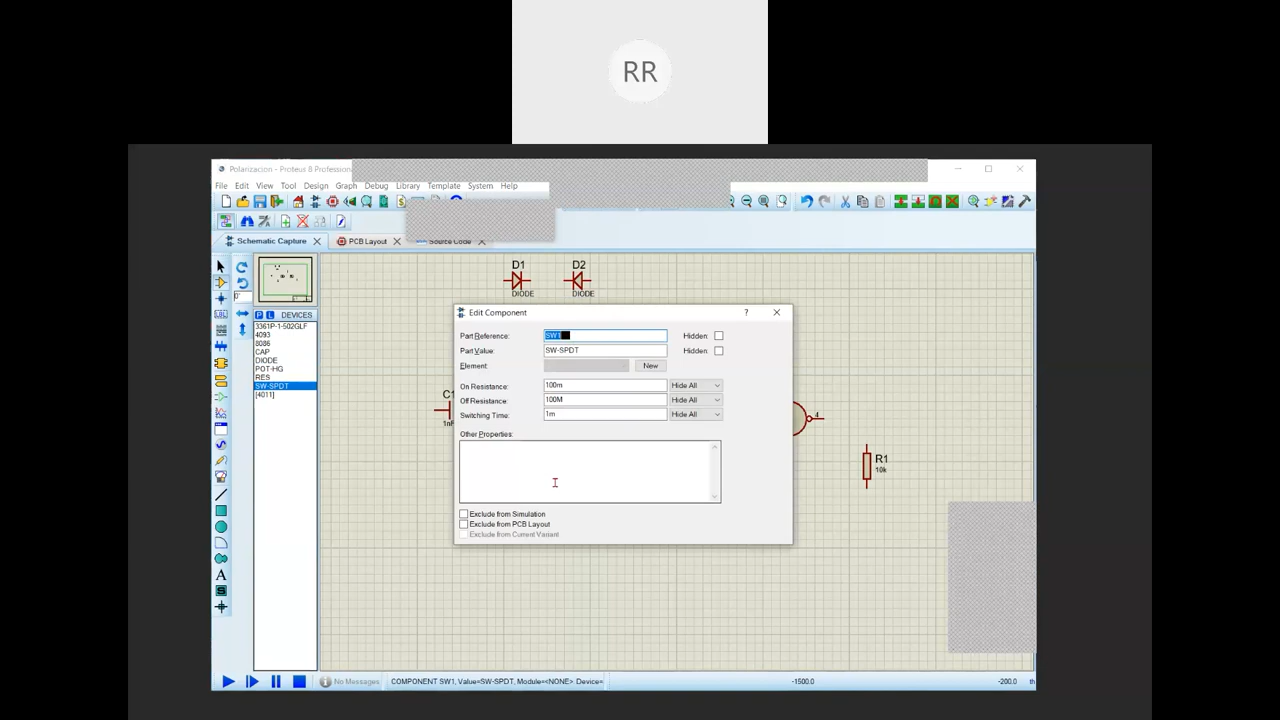 RR
Polarizacion - Proteus 8 Profession
File Edit View Tool Design Graph Debug Library Template System Help
Schematic Capture PCB Layout Source Code
0°
P L DEVICES
3361P-1-502GLF
4093
8086
CAP
DIODE
POT-HG
RES
SW-SPDT
[4011]
D1
DIODE
D2
DIODE
Edit Component
Part Reference: SW1 Hidden:
Part Value: SW-SPDT Hidden:
Element: New
On Resistance: 100m Hide All
Off Resistance: 100M Hide All
Switching Time: 1m Hide All
Other Properties:
Exclude from Simulation
Exclude from PCB Layout
Exclude from Current Variant
4
R1
10k
No Messages
COMPONENT SW1, Value=SW-SPDT, Module=<NONE> Device=
-1500.0
-200.0
th